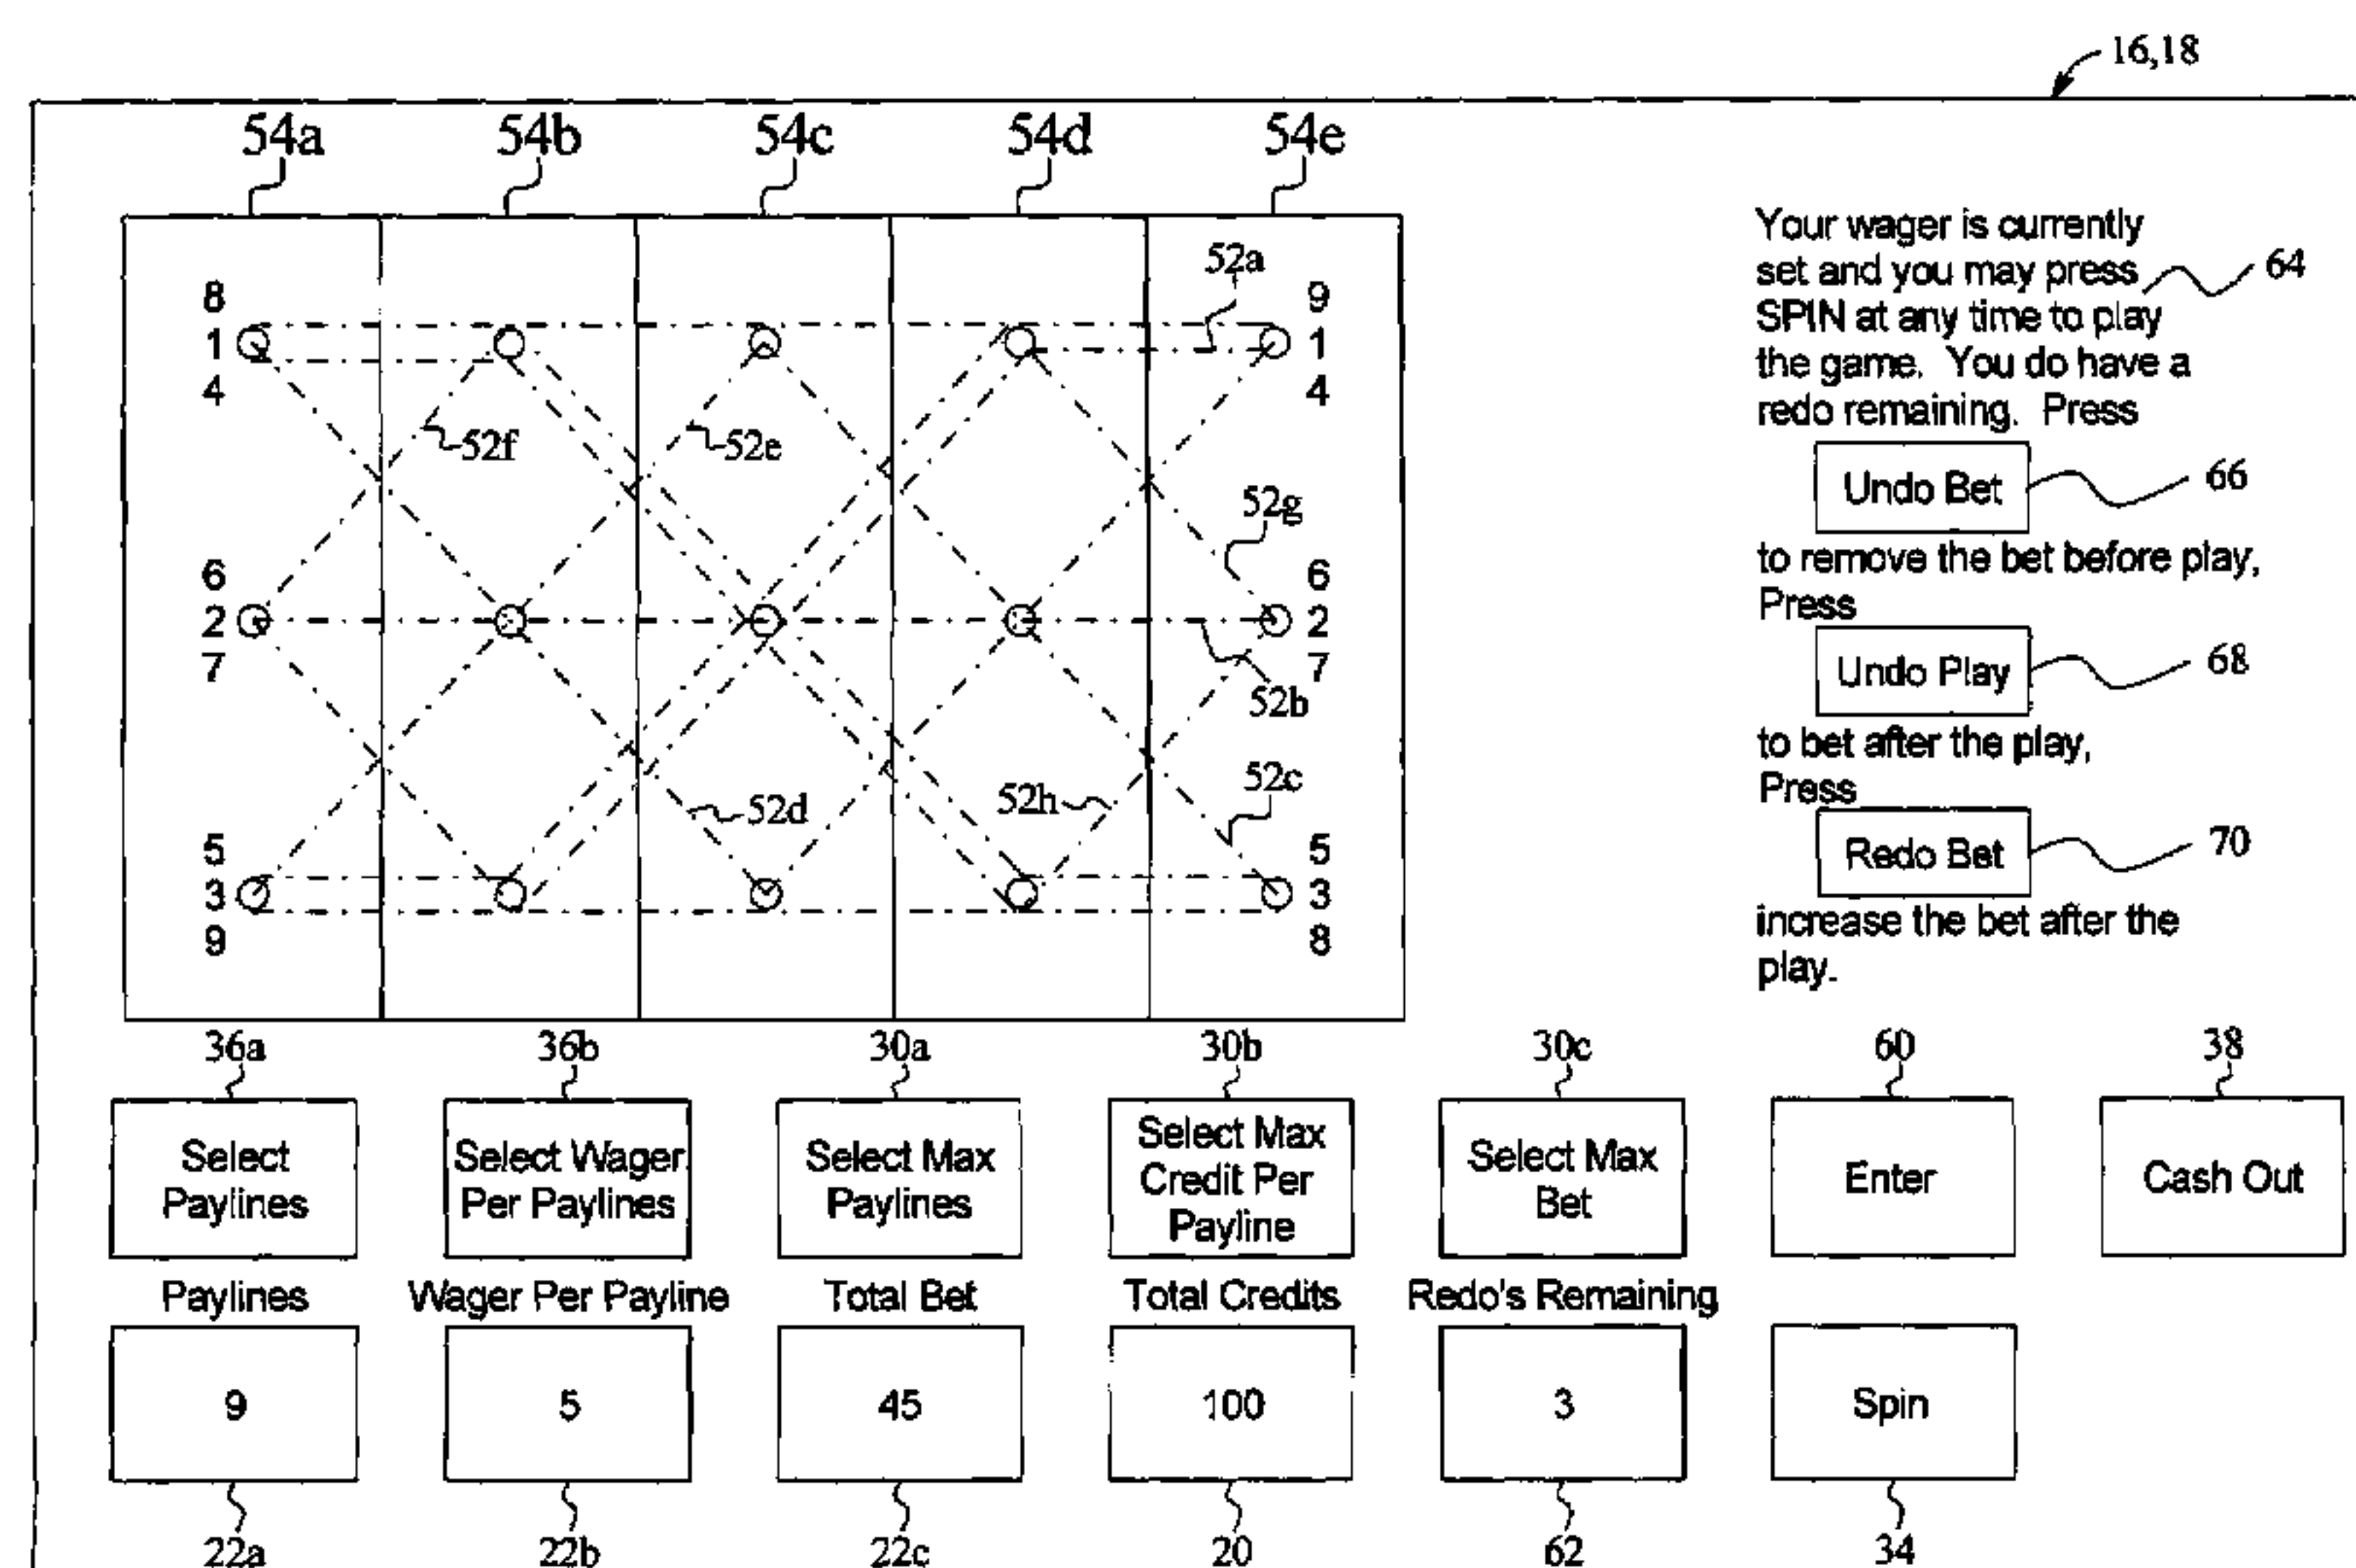 16,18
54a 54b 54c 54d 54e
8 9
1 1
4 4
52a
52f 52e
52g
6 6
2 2
7 7
52b
52c
52d 52h
5 5
3 3
9 8
Your wager is currently
set and you may press 64
SPIN at any time to play
the game. You do have a
redo remaining. Press
Undo Bet 66
to remove the bet before play,
Press
Undo Play 68
to bet after the play,
Press
Redo Bet 70
increase the bet after the
play.
36a 36b 30a 30b 30c 60 38
Select
Paylines
Select Wager
Per Paylines
Select Max
Paylines
Select Max
Credit Per
Payline
Select Max
Bet
Enter
Cash Out
Paylines Wager Per Payline Total Bet Total Credits Redo's Remaining
9 5 45 100 3 Spin
22a 22b 22c 20 62 34